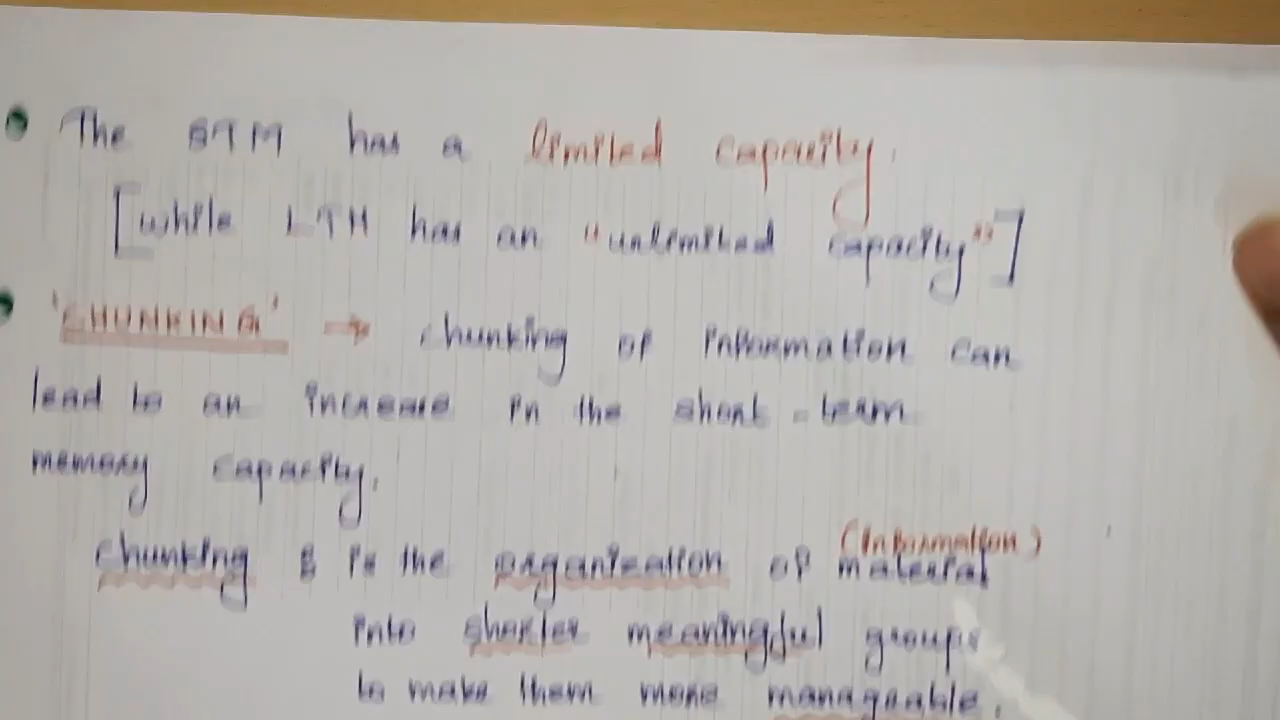 The STM has a limited capacity.
[while LTM has an "unlimited capacity"]
'CHUNKING' → chunking of information can
lead to an increase in the short-term
memory capacity.
(Information)
chunking : is the organization of material
into shorter meaningful groups
to make them more manageable.